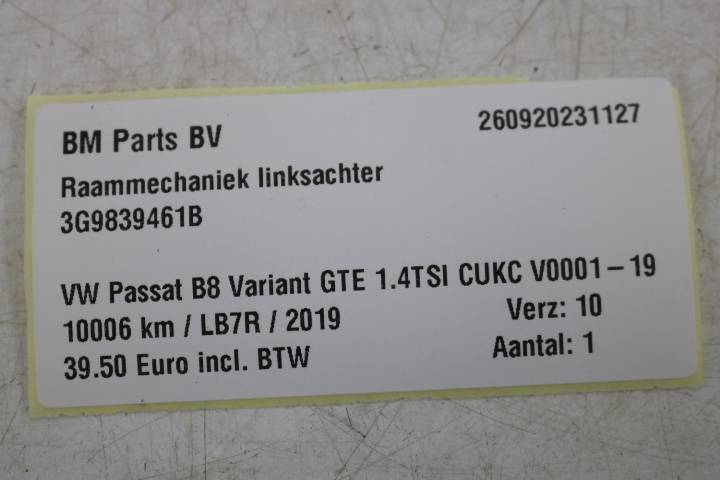 BM Parts BV 260920231127
Raammechaniek linksachter
3G9839461B
VW Passat B8 Variant GTE 1.4TSI CUKC V0001-19
10006 km / LB7R / 2019 Verz: 10
39.50 Euro incl. BTW Aantal: 1